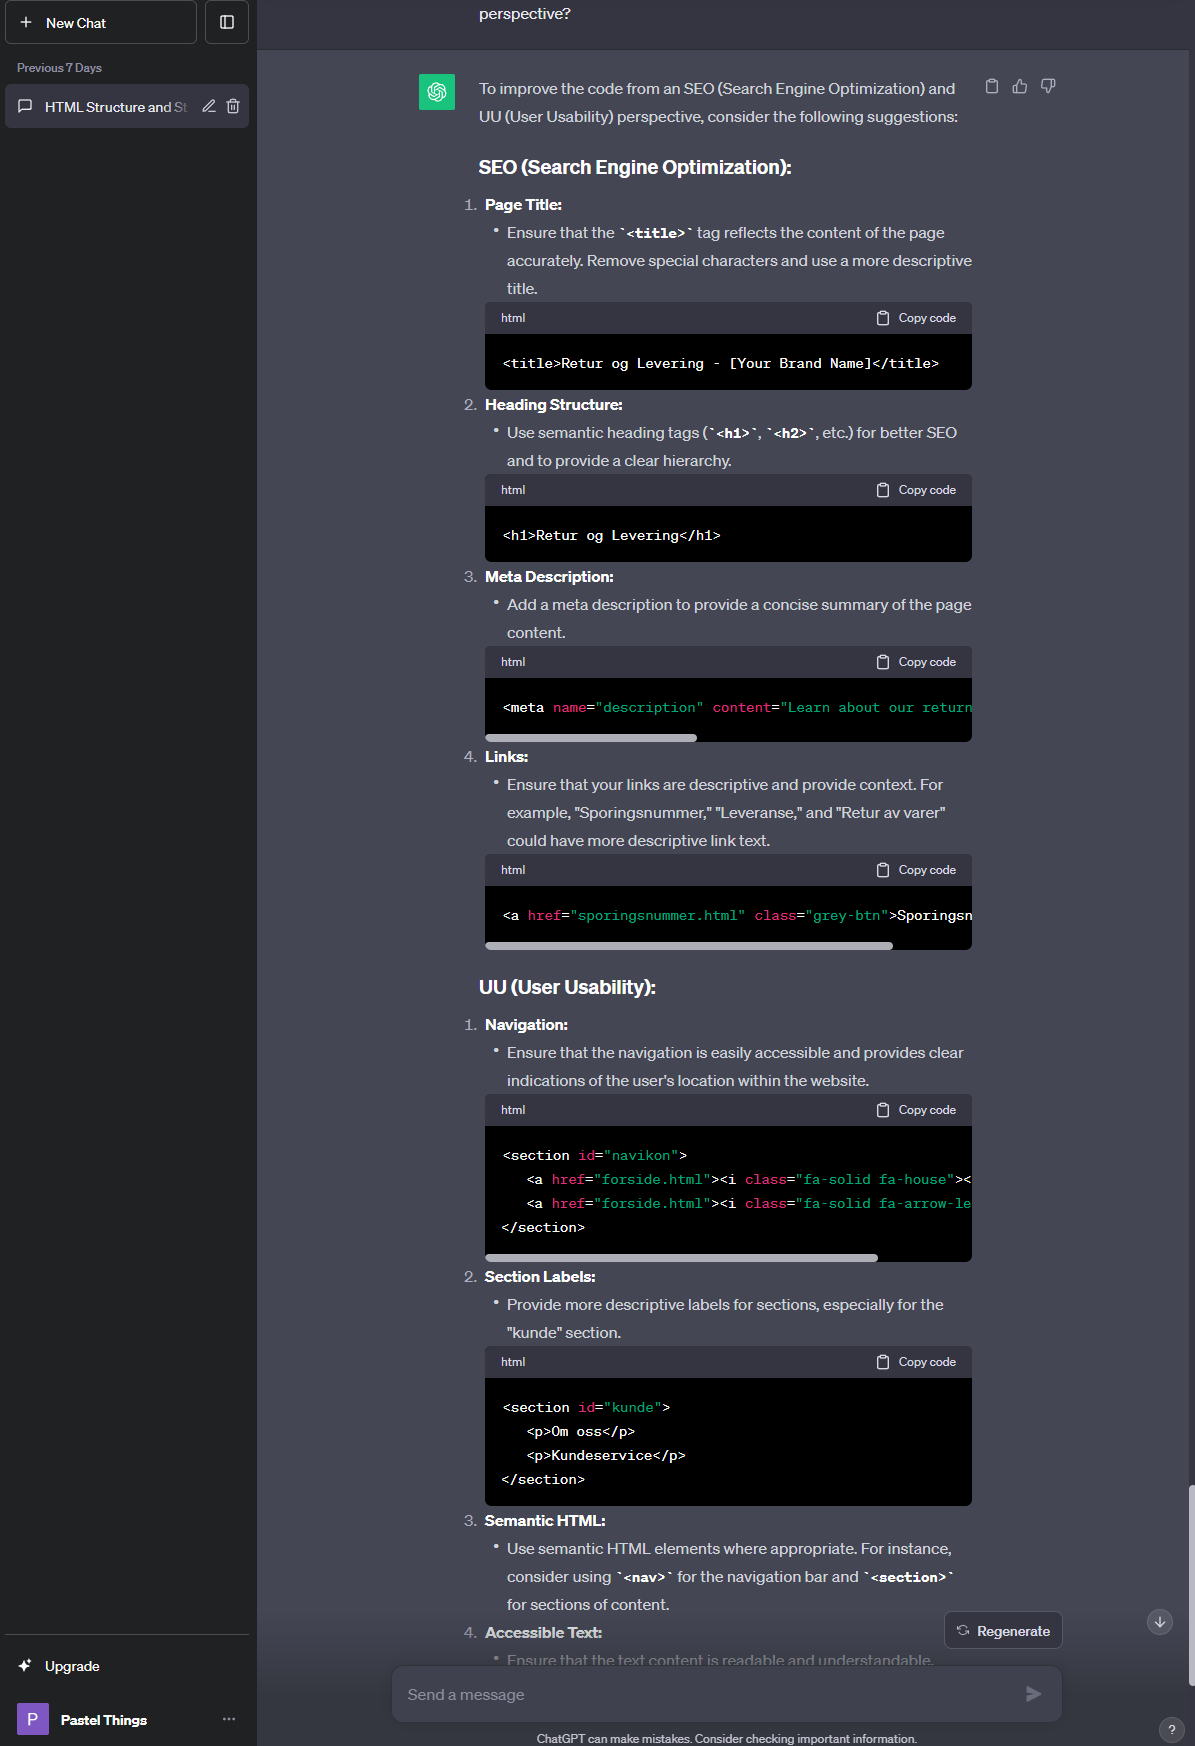 New Chat
Previous 7 Days
HTML Structure and St
Upgrade
P
Pastel Things
perspective?
To improve the code from an SEO (Search Engine Optimization) and
UU (User Usability) perspective, consider the following suggestions:
SEO (Search Engine Optimization):
1. Page Title:
• Ensure that the `<title>` tag reflects the content of the page
accurately. Remove special characters and use a more descriptive
title.
html Copy code
<title>Retur og Levering - [Your Brand Name]</title>
2. Heading Structure:
• Use semantic heading tags (`<h1>`, `<h2>`, etc.) for better SEO
and to provide a clear hierarchy.
html Copy code
<h1>Retur og Levering</h1>
3. Meta Description:
• Add a meta description to provide a concise summary of the page
content.
html Copy code
<meta name="description" content="Learn about our return
4. Links:
• Ensure that your links are descriptive and provide context. For
example, "Sporingsnummer," "Leveranse," and "Retur av varer"
could have more descriptive link text.
html Copy code
<a href="sporingsnummer.html" class="grey-btn">Sporingsn
UU (User Usability):
1. Navigation:
• Ensure that the navigation is easily accessible and provides clear
indications of the user's location within the website.
html Copy code
<section id="navikon">
<a href="forside.html"><i class="fa-solid fa-house"><
<a href="forside.html"><i class="fa-solid fa-arrow-le
</section>
2. Section Labels:
• Provide more descriptive labels for sections, especially for the
"kunde" section.
html Copy code
<section id="kunde">
<p>Om oss</p>
<p>Kundeservice</p>
</section>
3. Semantic HTML:
• Use semantic HTML elements where appropriate. For instance,
consider using `<nav>` for the navigation bar and `<section>`
for sections of content.
4. Accessible Text:
• Ensure that the text content is readable and understandable.
Regenerate
Send a message
ChatGPT can make mistakes. Consider checking important information.
?